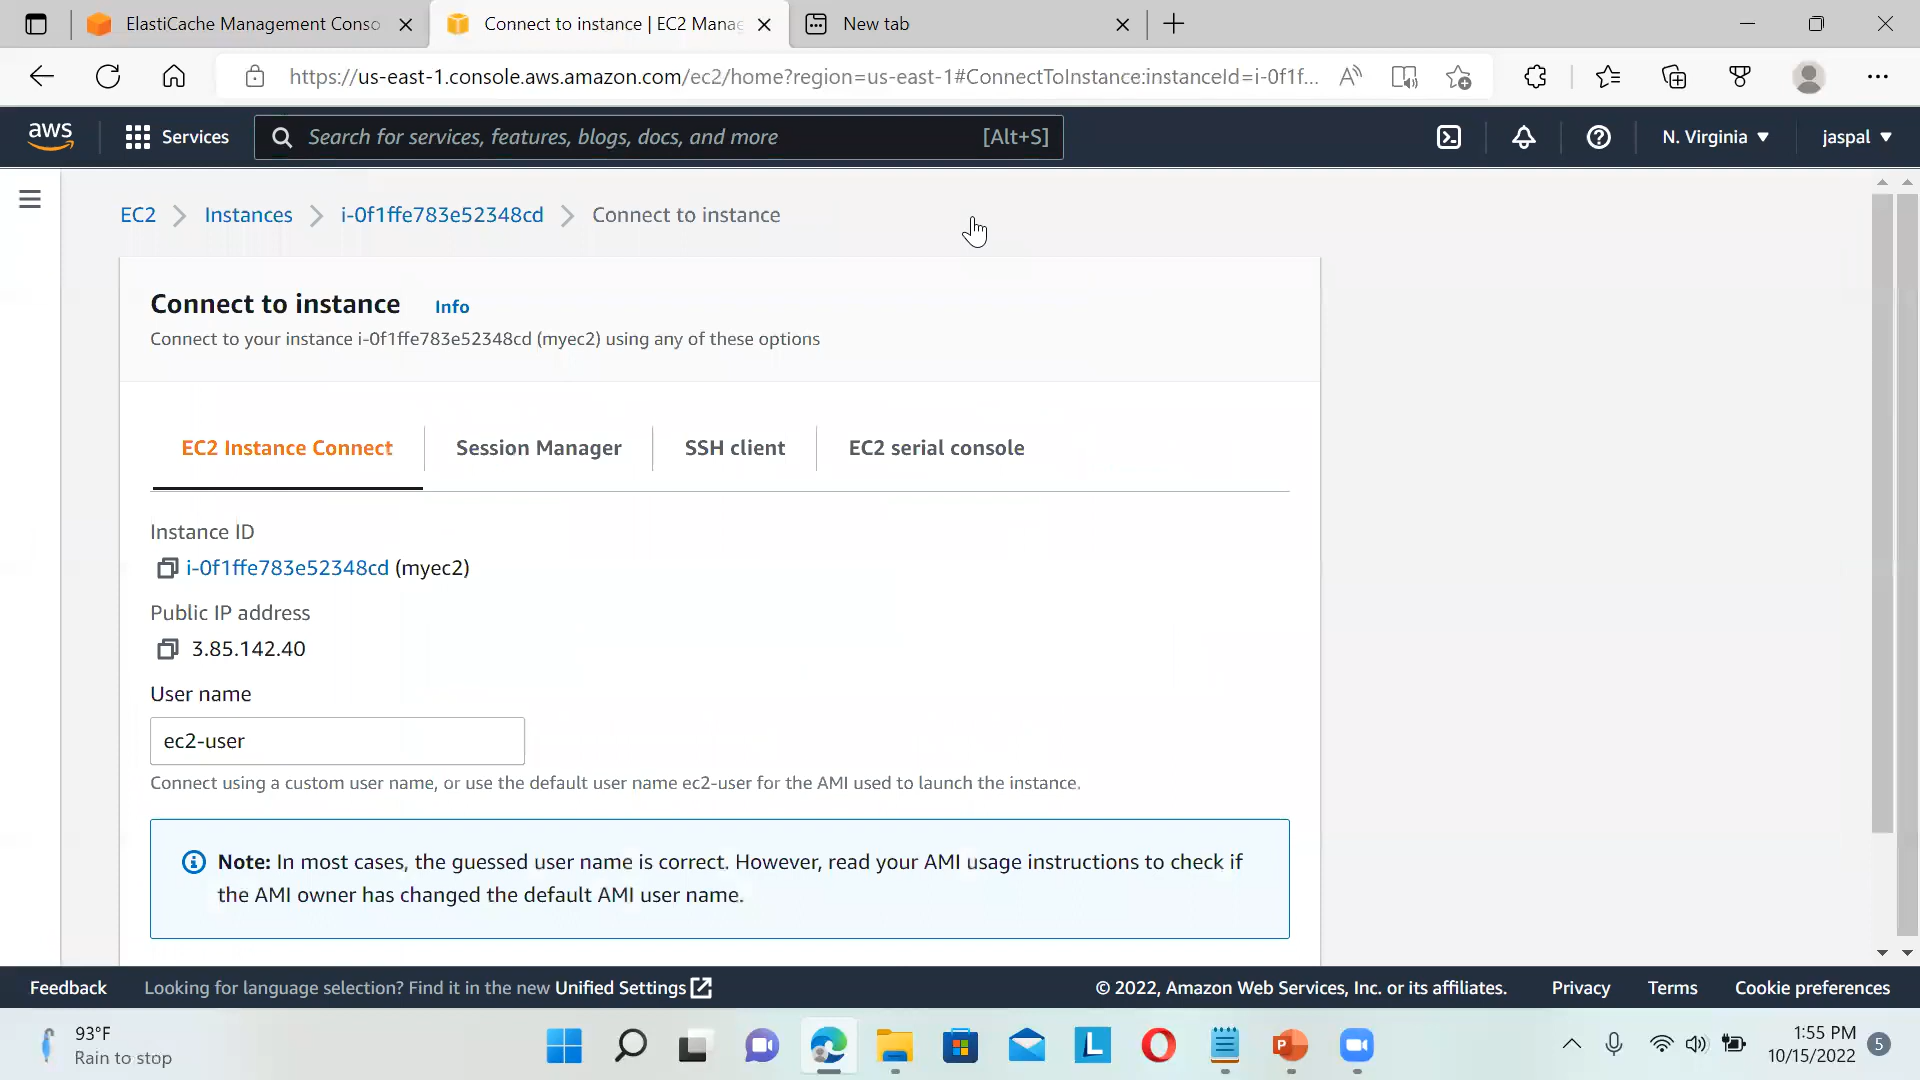 ElastiCache Management Conso
Connect to instance | EC2 Manag
New tab
https://us-east-1.console.aws.amazon.com/ec2/home?region=us-east-1#ConnectToInstance:instanceId=i-0f1f...
aws
Services
Search for services, features, blogs, docs, and more
[Alt+S]
N. Virginia
jaspal
EC2
Instances
i-0f1ffe783e52348cd
Connect to instance
Connect to instance
Info
Connect to your instance i-0f1ffe783e52348cd (myec2) using any of these options
EC2 Instance Connect
Session Manager
SSH client
EC2 serial console
Instance ID
i-0f1ffe783e52348cd (myec2)
Public IP address
3.85.142.40
User name
ec2-user
Connect using a custom user name, or use the default user name ec2-user for the AMI used to launch the instance.
Note: In most cases, the guessed user name is correct. However, read your AMI usage instructions to check if
the AMI owner has changed the default AMI user name.
Feedback
Looking for language selection? Find it in the new Unified Settings
© 2022, Amazon Web Services, Inc. or its affiliates.
Privacy
Terms
Cookie preferences
93°F
Rain to stop
1:55 PM
10/15/2022
5